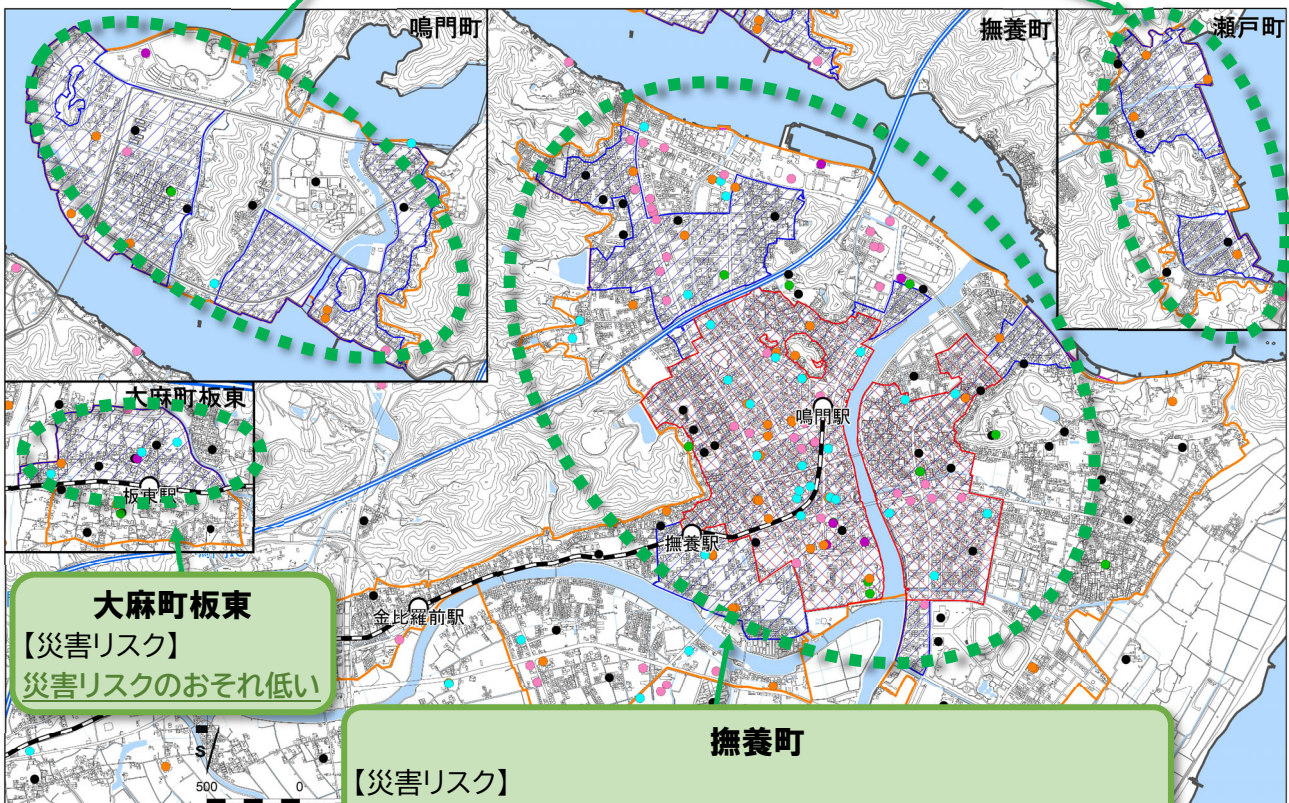 鳴門町
撫養町
瀬戸町
大麻町板東
板東駅
鳴門駅
撫養駅
金比羅前駅
大麻町板東
【災害リスク】
災害リスクのおそれ低い
撫養町
【災害リスク】
S
500
0